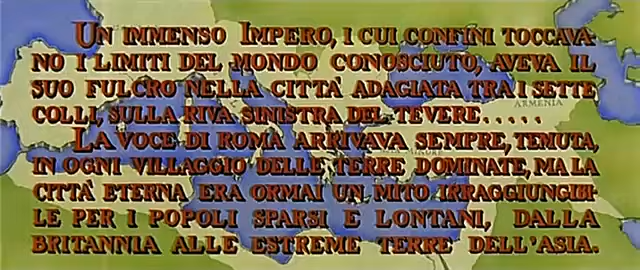 UN IMMENSO IMPERO, I CUI CONFINI TOCCAVA-
NO I LIMITI DEL MONDO CONOSCIUTO, AVEVA IL
SUO FULCRO NELLA CITTA' ADAGIATA TRA I SETTE
COLLI, SULLA RIVA SINISTRA DEL TEVERE.....
ARMENIA
LA VOCE DI ROMA ARRIVAVA SEMPRE, TEMUTA,
IN OGNI VILLAGGIO DELLE TERRE DOMINATE, MA LA
CITTA' ETERNA ERA ORMAI UN MITO IRRAGGIUNGIBI-
LE PER I POPOLI SPARSI E LONTANI, DALLA
BRITANNIA ALLE ESTREME TERRE DELL'ASIA.